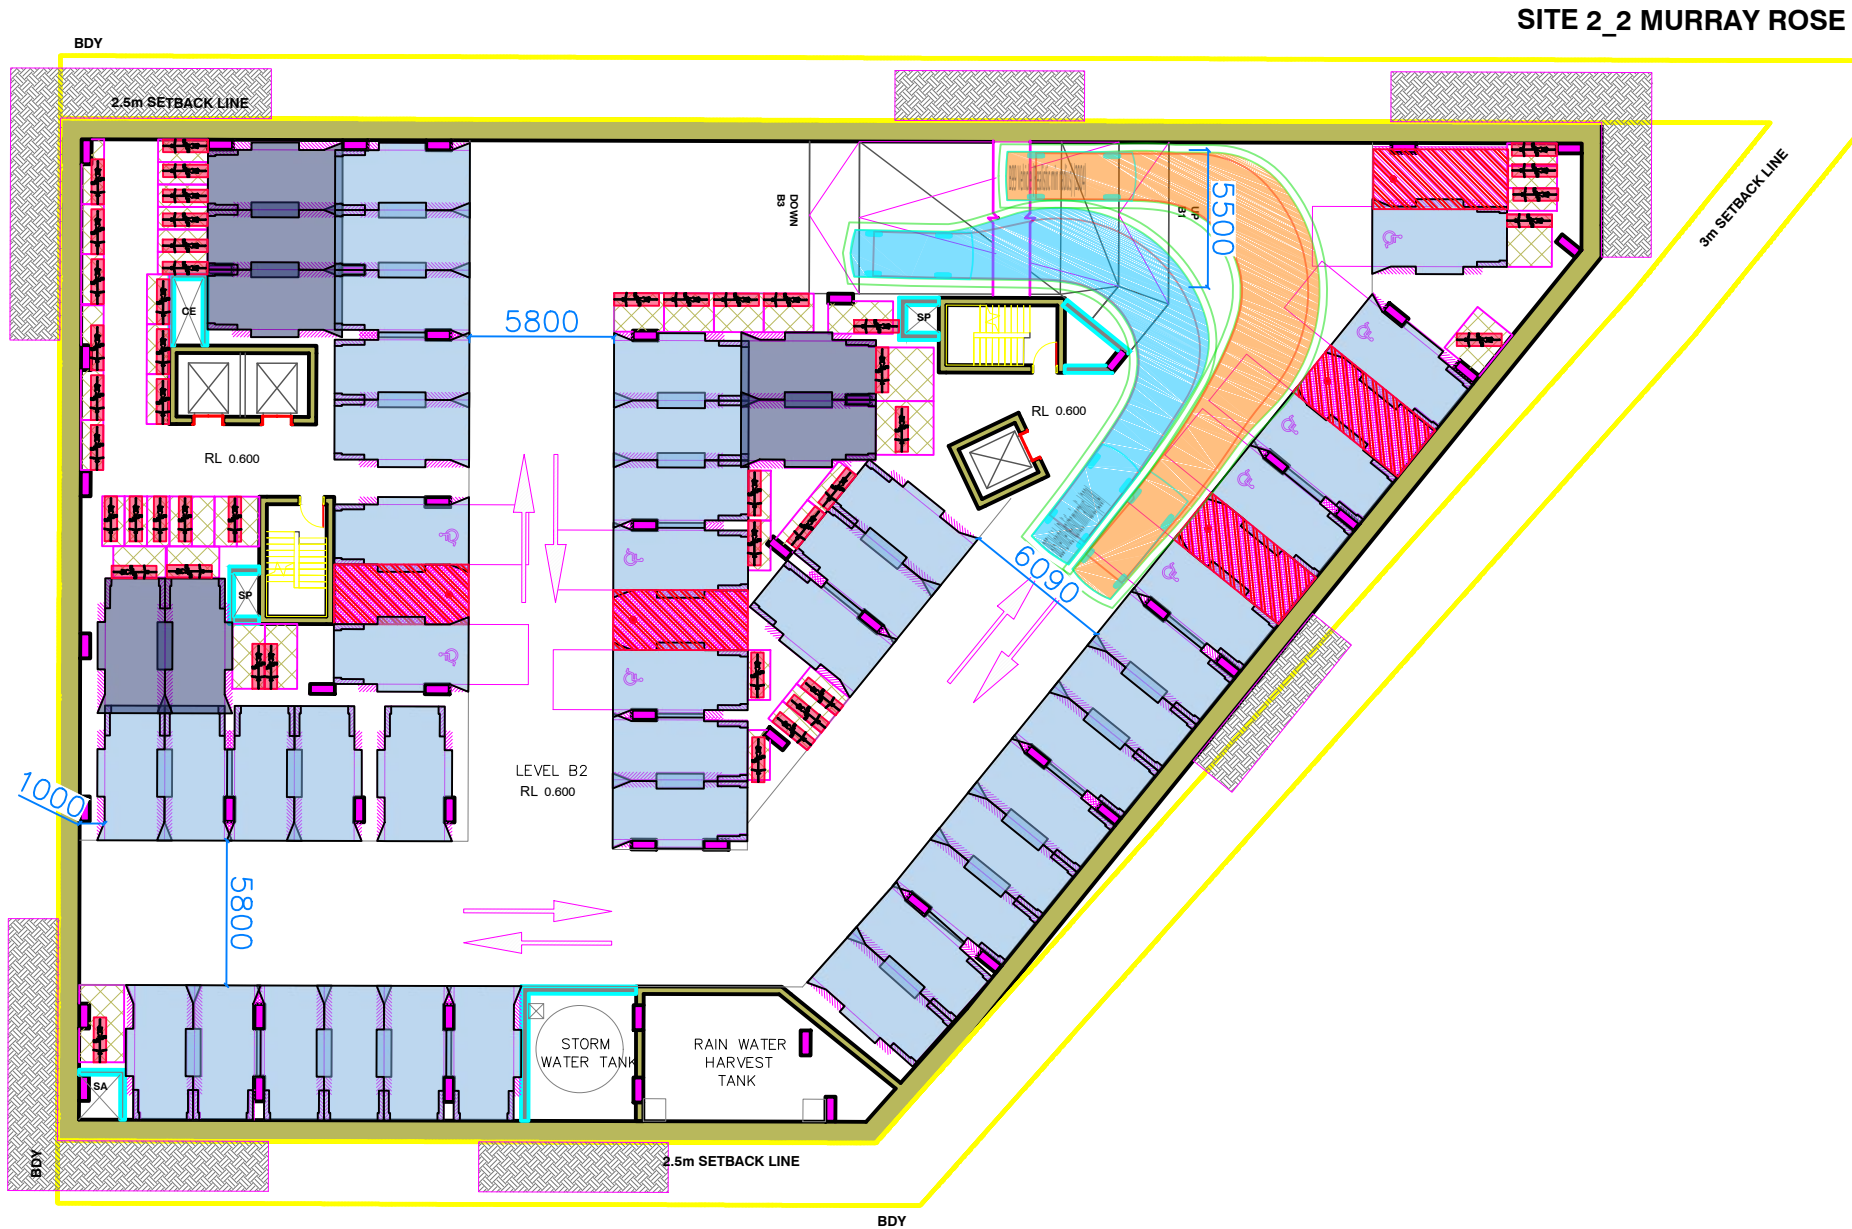 SITE 2_2 MURRAY ROSE
BDY
2.5m SETBACK LINE
3m SETBACK LINE
DOWN
B3
UP
B1
5500
CE
5800
SP
RL 0.600
RL 0.600
SP
6090
LEVEL B2
RL 0.600
1000
5800
STORM
WATER TANK
RAIN WATER
HARVEST
TANK
SA
BDY
2.5m SETBACK LINE
BDY